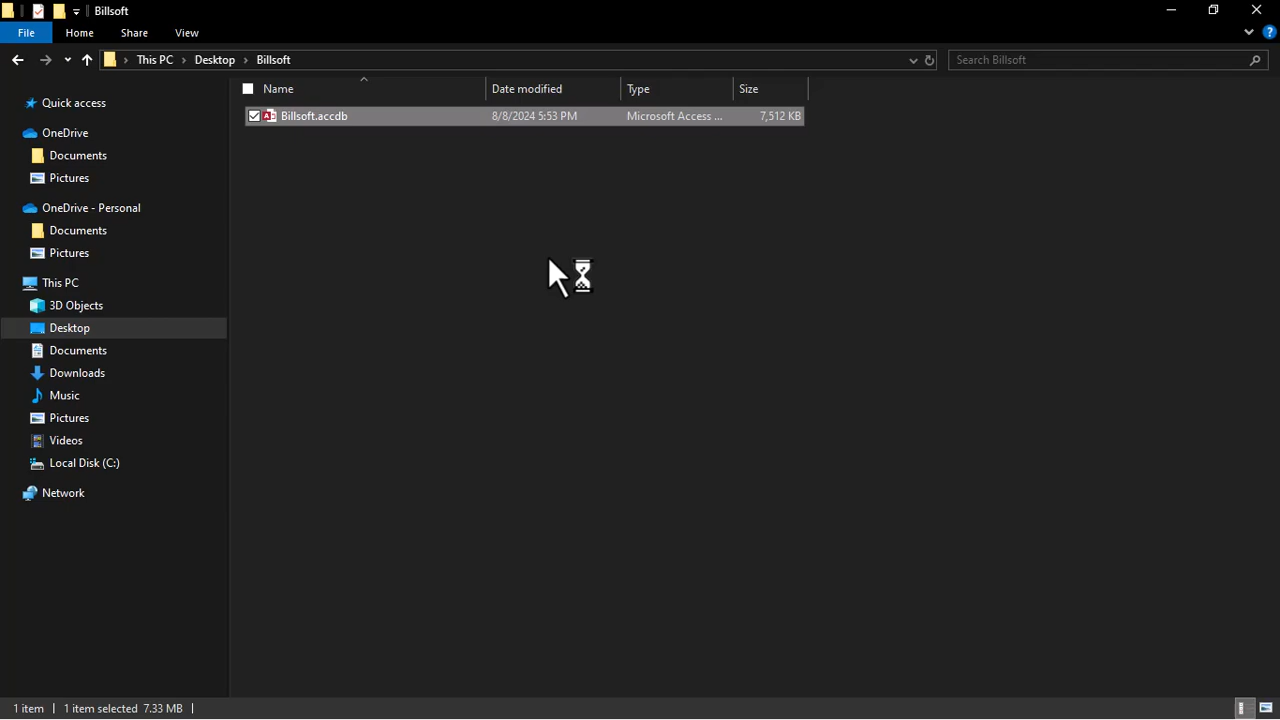 Billsoft
File Home Share View
This PC Desktop Billsoft Search Billsoft
Name Date modified Type Size
Billsoft.accdb 8/8/2024 5:53 PM Microsoft Access ... 7,512 KB
Quick access
OneDrive
Documents
Pictures
OneDrive - Personal
Documents
Pictures
This PC
3D Objects
Desktop
Documents
Downloads
Music
Pictures
Videos
Local Disk (C:)
Network
1 item 1 item selected 7.33 MB